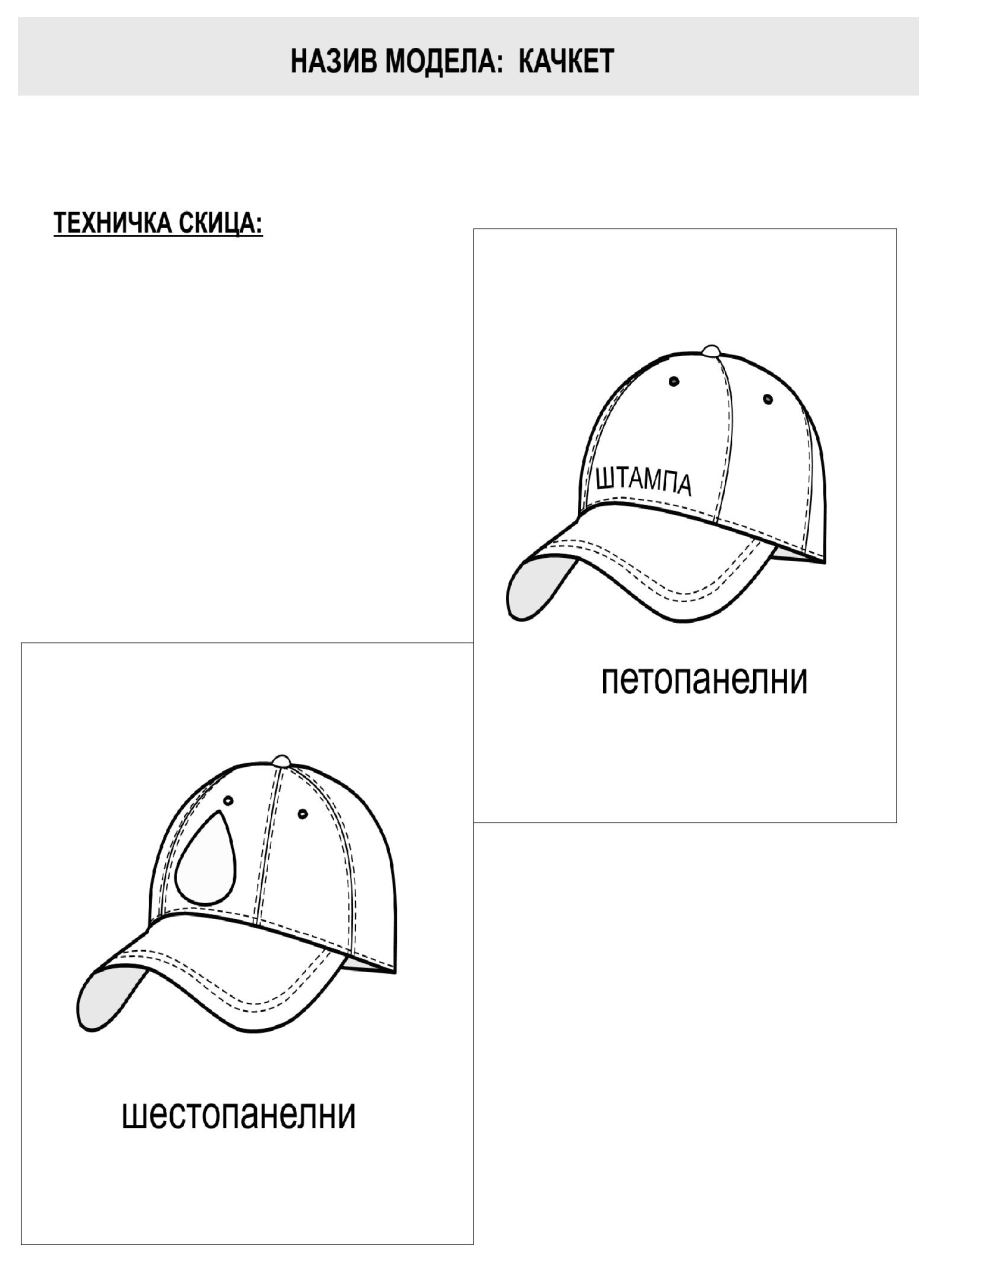 НАЗИВ МОДЕЛА: КАЧКЕТ
ТЕХНИЧКА СКИЦА:
ШТАМПА
петопанелни
шестопанелни